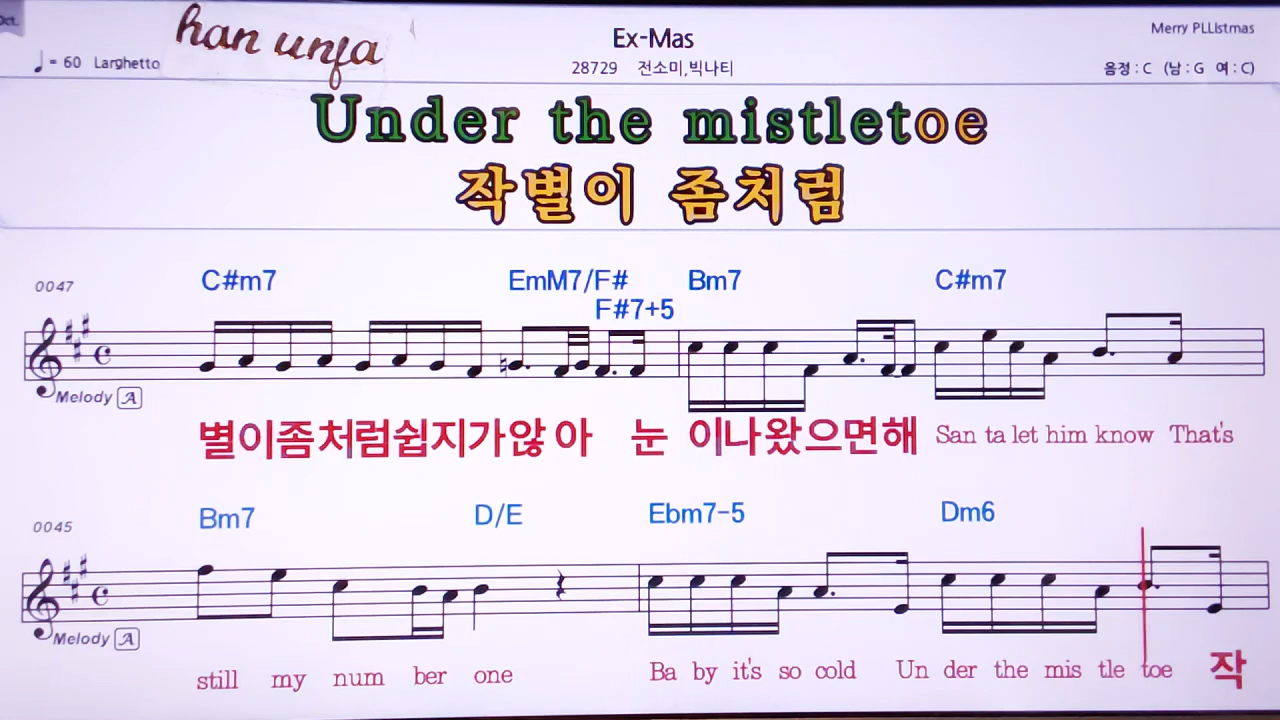 Oct.
han unja
Ex-Mas
Merry PLLIstmas
♩ = 60 Larghetto
28729 전소미,빅나티
음정 : C (남 : G 여 : C)
Under the mistletoe
작별이 좀처럼
0047
C#m7 EmM7/F# Bm7 C#m7
F#7+5
Melody A
별이좀처럼쉽지가않 아 눈 이나왔으면해 San ta let him know That's
0045
Bm7 D/E Ebm7-5 Dm6
Melody A
still my num ber one Ba by it's so cold Un der the mis tle toe 작